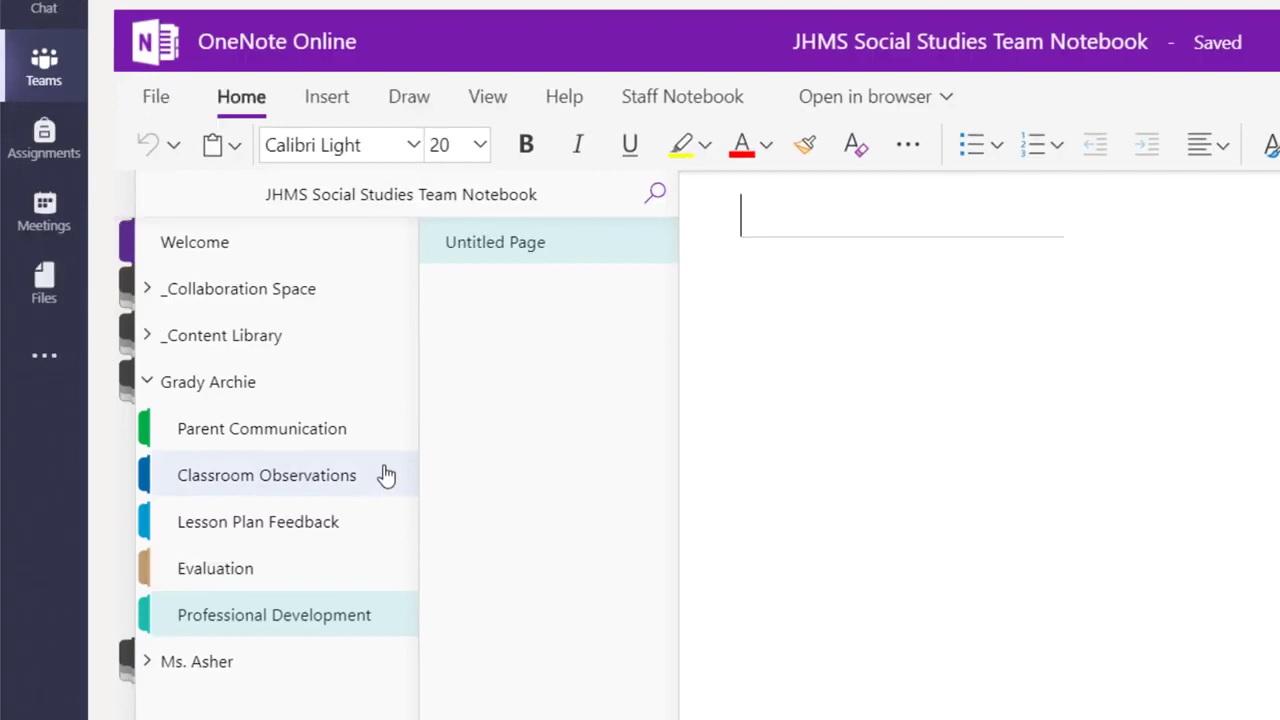 Chat
Teams
Assignments
Meetings
Files
N OneNote Online
JHMS Social Studies Team Notebook - Saved
File Home Insert Draw View Help Staff Notebook Open in browser
Calibri Light 20 B I U A A
JHMS Social Studies Team Notebook
Welcome
_Collaboration Space
_Content Library
Grady Archie
Parent Communication
Classroom Observations
Lesson Plan Feedback
Evaluation
Professional Development
Ms. Asher
Untitled Page